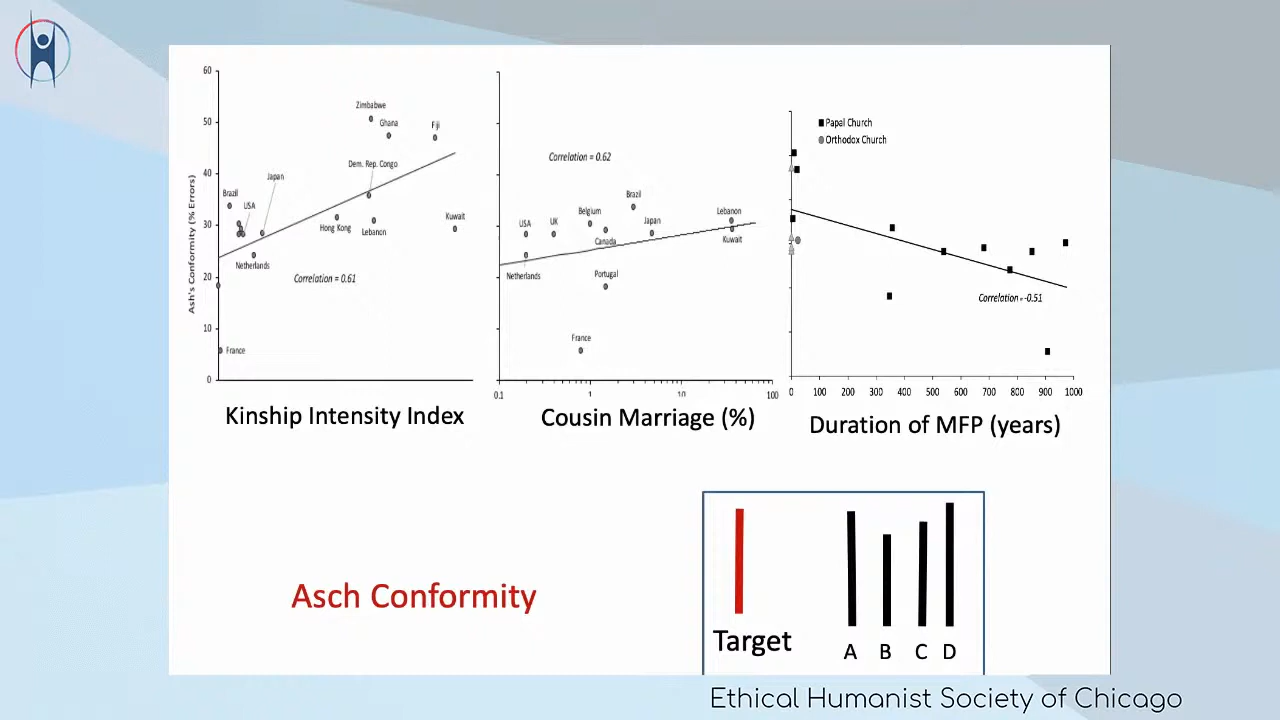 60
50
40
30
20
10
0
Ash's Conformity (% Errors)
Zimbabwe
Ghana
Fiji
Dem. Rep. Congo
Japan
Brazil
USA
Hong Kong
Lebanon
Kuwait
Netherlands
Correlation = 0.61
France
Kinship Intensity Index
Correlation = 0.62
Brazil
USA
UK
Belgium
Japan
Lebanon
Canada
Kuwait
Netherlands
Portugal
France
0.1 1 10 100
Cousin Marriage (%)
Papal Church
Orthodox Church
Correlation = -0.51
0 100 200 300 400 500 600 700 800 900 1000
Duration of MFP (years)
Asch Conformity
Target
A B C D
Ethical Humanist Society of Chicago